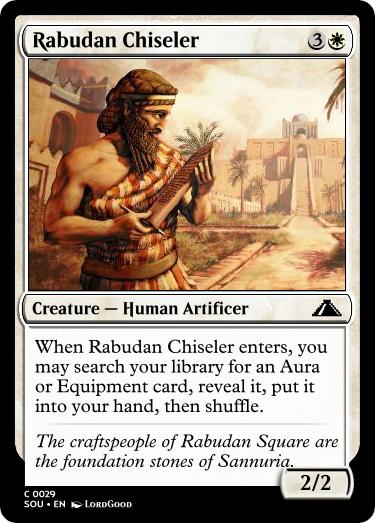 Rabudan Chiseler 3
Creature — Human Artificer
When Rabudan Chiseler enters, you
may search your library for an Aura
or Equipment card, reveal it, put it
into your hand, then shuffle.
The craftspeople of Rabudan Square are
the foundation stones of Sannuria.
2/2
C 0029
SOU • EN LordGood